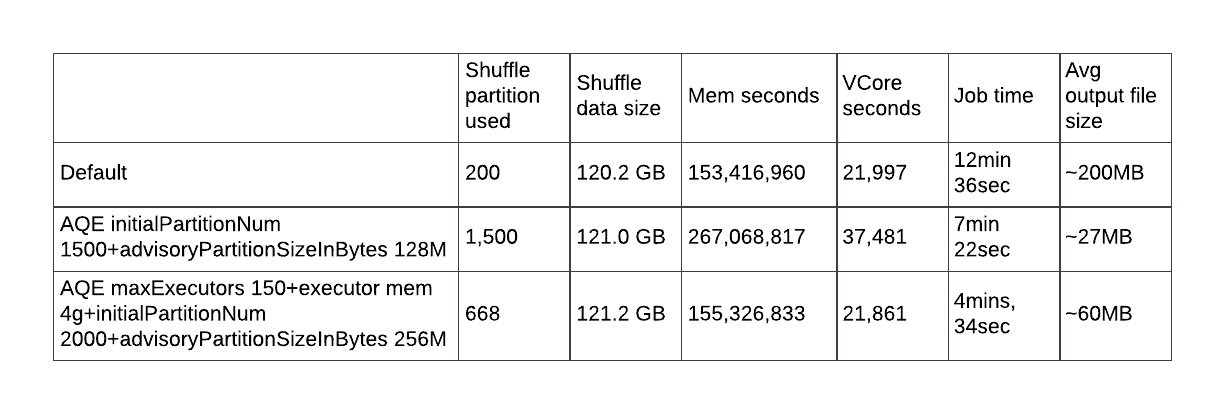 Shuffle
partition
used
Shuffle
data size
Mem seconds
VCore
seconds
Job time
Avg
output file
size
Default
200
120.2 GB
153,416,960
21,997
12min
36sec
~200MB
AQE initialPartitionNum
1500+advisoryPartitionSizeInBytes 128M
1,500
121.0 GB
267,068,817
37,481
7min
22sec
~27MB
AQE maxExecutors 150+executor mem
4g+initialPartitionNum
2000+advisoryPartitionSizeInBytes 256M
668
121.2 GB
155,326,833
21,861
4mins,
34sec
~60MB